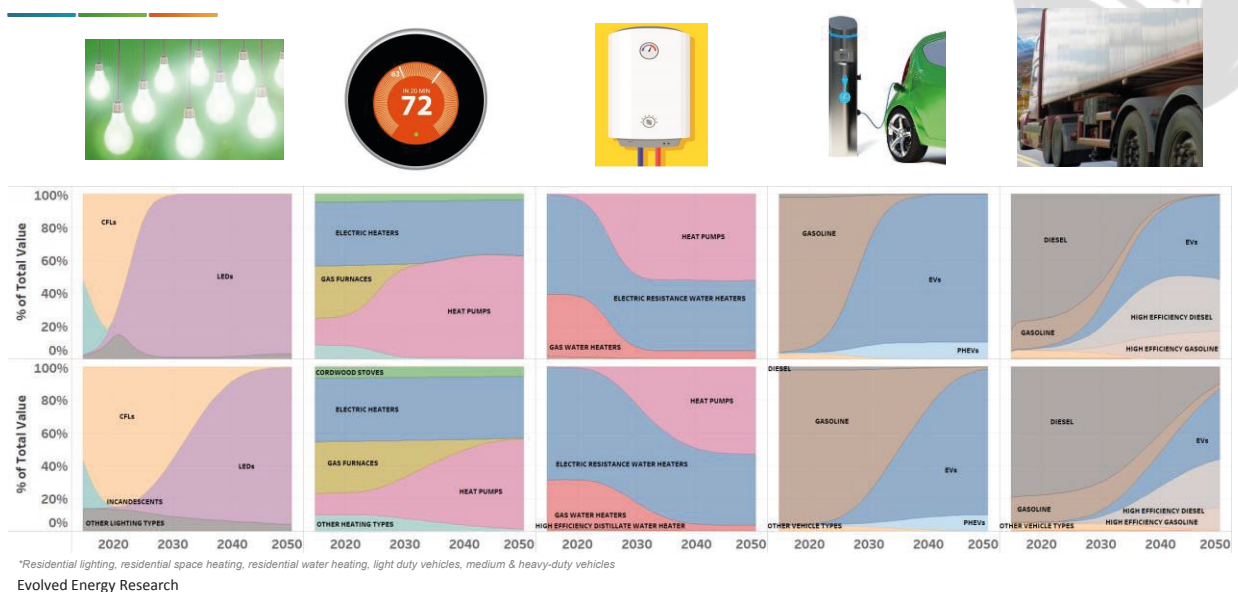 63
IN 20 MIN
72
100%
80%
60%
40%
20%
0%
% of Total Value
CFLs
LEDs
ELECTRIC HEATERS
GAS FURNACES
HEAT PUMPS
HEAT PUMPS
ELECTRIC RESISTANCE WATER HEATERS
GAS WATER HEATERS
GASOLINE
EVs
PHEVs
DIESEL
GASOLINE
EVs
HIGH EFFICIENCY DIESEL
HIGH EFFICIENCY GASOLINE
100%
80%
60%
40%
20%
0%
% of Total Value
CFLs
LEDs
INCANDESCENTS
OTHER LIGHTING TYPES
CORDWOOD STOVES
ELECTRIC HEATERS
GAS FURNACES
HEAT PUMPS
OTHER HEATING TYPES
HEAT PUMPS
ELECTRIC RESISTANCE WATER HEATERS
GAS WATER HEATERS
HIGH EFFICIENCY DISTILLATE WATER HEATER
DIESEL
GASOLINE
EVs
PHEVs
OTHER VEHICLE TYPES
DIESEL
GASOLINE
EVs
HIGH EFFICIENCY DIESEL
HIGH EFFICIENCY GASOLINE
OTHER VEHICLE TYPES
2020 2030 2040 2050
2020 2030 2040 2050
2020 2030 2040 2050
2020 2030 2040 2050
2020 2030 2040 2050
*Residential lighting, residential space heating, residential water heating, light duty vehicles, medium & heavy-duty vehicles
Evolved Energy Research